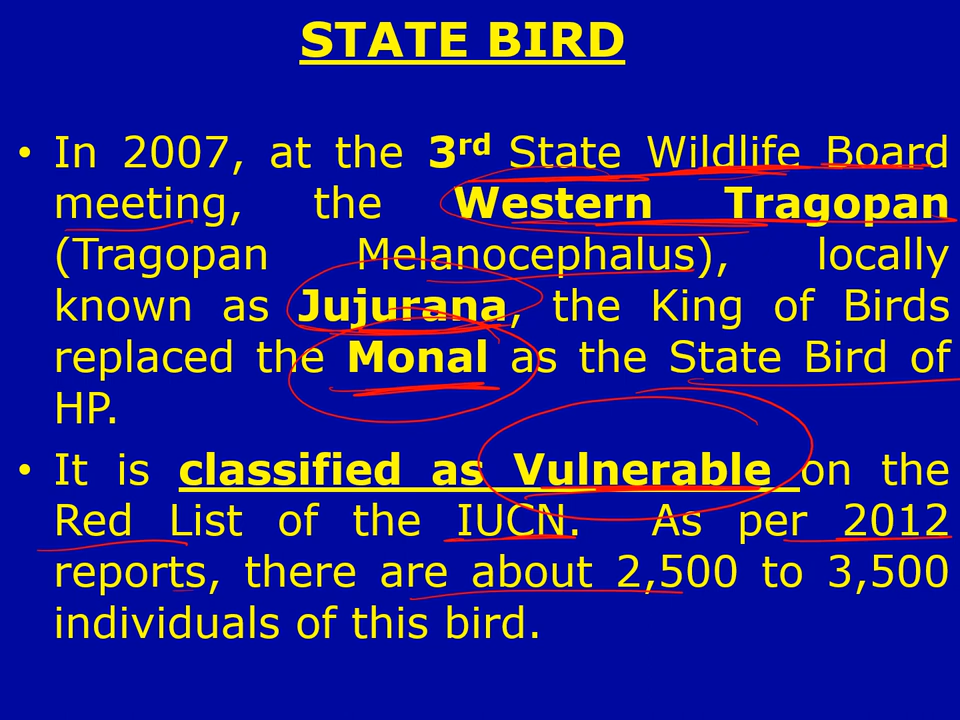 STATE BIRD
• In 2007, at the 3rd State Wildlife Board
meeting, the Western Tragopan
(Tragopan Melanocephalus), locally
known as Jujurana, the King of Birds
replaced the Monal as the State Bird of
HP.
• It is classified as Vulnerable on the
Red List of the IUCN. As per 2012
reports, there are about 2,500 to 3,500
individuals of this bird.